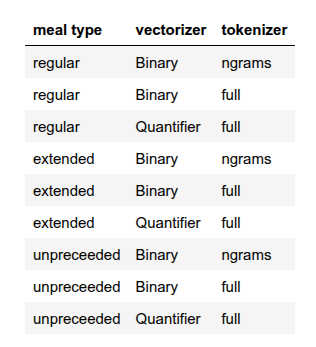 meal type vectorizer tokenizer
regular Binary ngrams
regular Binary full
regular Quantifier full
extended Binary ngrams
extended Binary full
extended Quantifier full
unpreceeded Binary ngrams
unpreceeded Binary full
unpreceeded Quantifier full